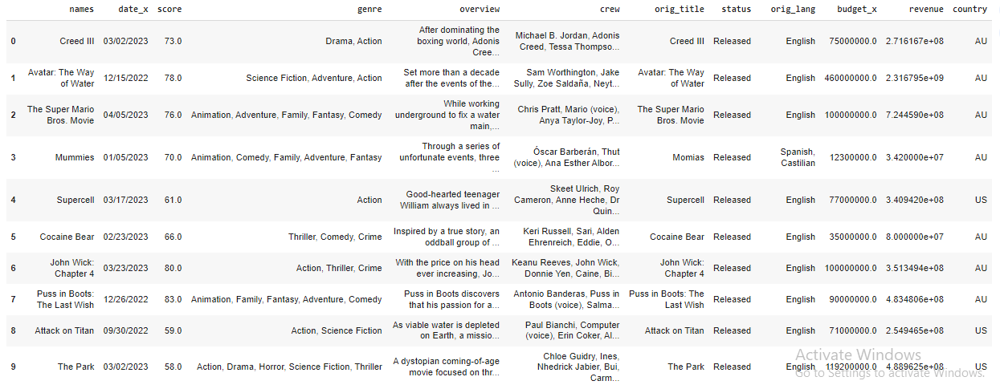 names date_x score genre overview crew orig_title status orig_lang budget_x revenue country
0 Creed III 03/02/2023 73.0 Drama, Action After dominating the boxing world, Adonis Cree... Michael B. Jordan, Adonis Creed, Tessa Thompso... Creed III Released English 75000000.0 2.716167e+08 AU
1 Avatar: The Way of Water 12/15/2022 78.0 Science Fiction, Adventure, Action Set more than a decade after the events of the... Sam Worthington, Jake Sully, Zoe Saldaña, Neyt... Avatar: The Way of Water Released English 460000000.0 2.316795e+09 AU
2 The Super Mario Bros. Movie 04/05/2023 76.0 Animation, Adventure, Family, Fantasy, Comedy While working underground to fix a water main,... Chris Pratt, Mario (voice), Anya Taylor-Joy, P... The Super Mario Bros. Movie Released English 100000000.0 7.244590e+08 AU
3 Mummies 01/05/2023 70.0 Animation, Comedy, Family, Adventure, Fantasy Through a series of unfortunate events, three ... Óscar Barberán, Thut (voice), Ana Esther Albor... Momias Released Spanish, Castilian 12300000.0 3.420000e+07 AU
4 Supercell 03/17/2023 61.0 Action Good-hearted teenager William always lived in ... Skeet Ulrich, Roy Cameron, Anne Heche, Dr Quin... Supercell Released English 77000000.0 3.409420e+08 US
5 Cocaine Bear 02/23/2023 66.0 Thriller, Comedy, Crime Inspired by a true story, an oddball group of ... Keri Russell, Sari, Alden Ehrenreich, Eddie, O... Cocaine Bear Released English 35000000.0 8.000000e+07 AU
6 John Wick: Chapter 4 03/23/2023 80.0 Action, Thriller, Crime With the price on his head ever increasing, Jo... Keanu Reeves, John Wick, Donnie Yen, Caine, Bi... John Wick: Chapter 4 Released English 100000000.0 3.513494e+08 AU
7 Puss in Boots: The Last Wish 12/26/2022 83.0 Animation, Family, Fantasy, Adventure, Comedy Puss in Boots discovers that his passion for a... Antonio Banderas, Puss in Boots (voice), Salma... Puss in Boots: The Last Wish Released English 90000000.0 4.834806e+08 AU
8 Attack on Titan 09/30/2022 59.0 Action, Science Fiction As viable water is depleted on Earth, a missio... Paul Bianchi, Computer (voice), Erin Coker, Al... Attack on Titan Released English 71000000.0 2.549465e+08 US
9 The Park 03/02/2023 58.0 Action, Drama, Horror, Science Fiction, Thriller A dystopian coming-of-age movie focused on thr... Chloe Guidry, Ines, Nhedrick Jabier, Bui, Carm... The Park Released English 119200000.0 4.889625e+08 US
Activate Windows
Go to Settings to activate Windows.